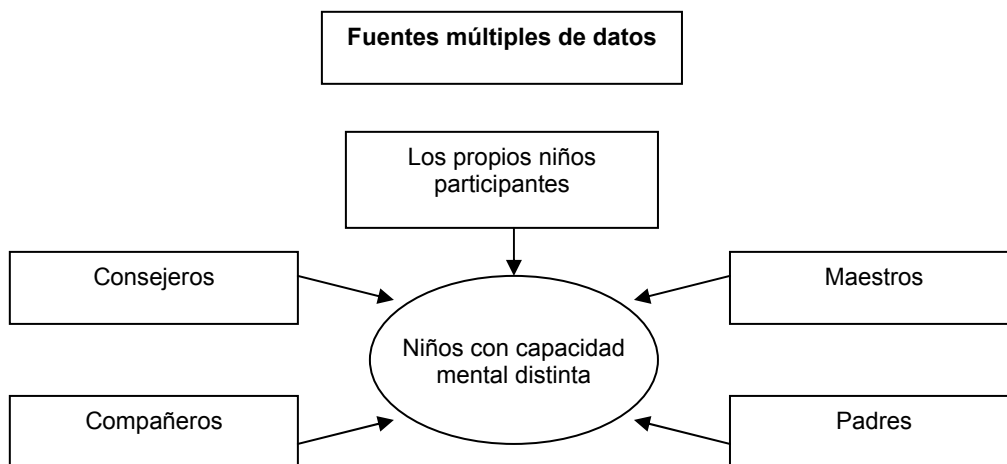 Fuentes múltiples de datos
Los propios niños
participantes
Consejeros
Maestros
Niños con capacidad
mental distinta
Compañeros
Padres